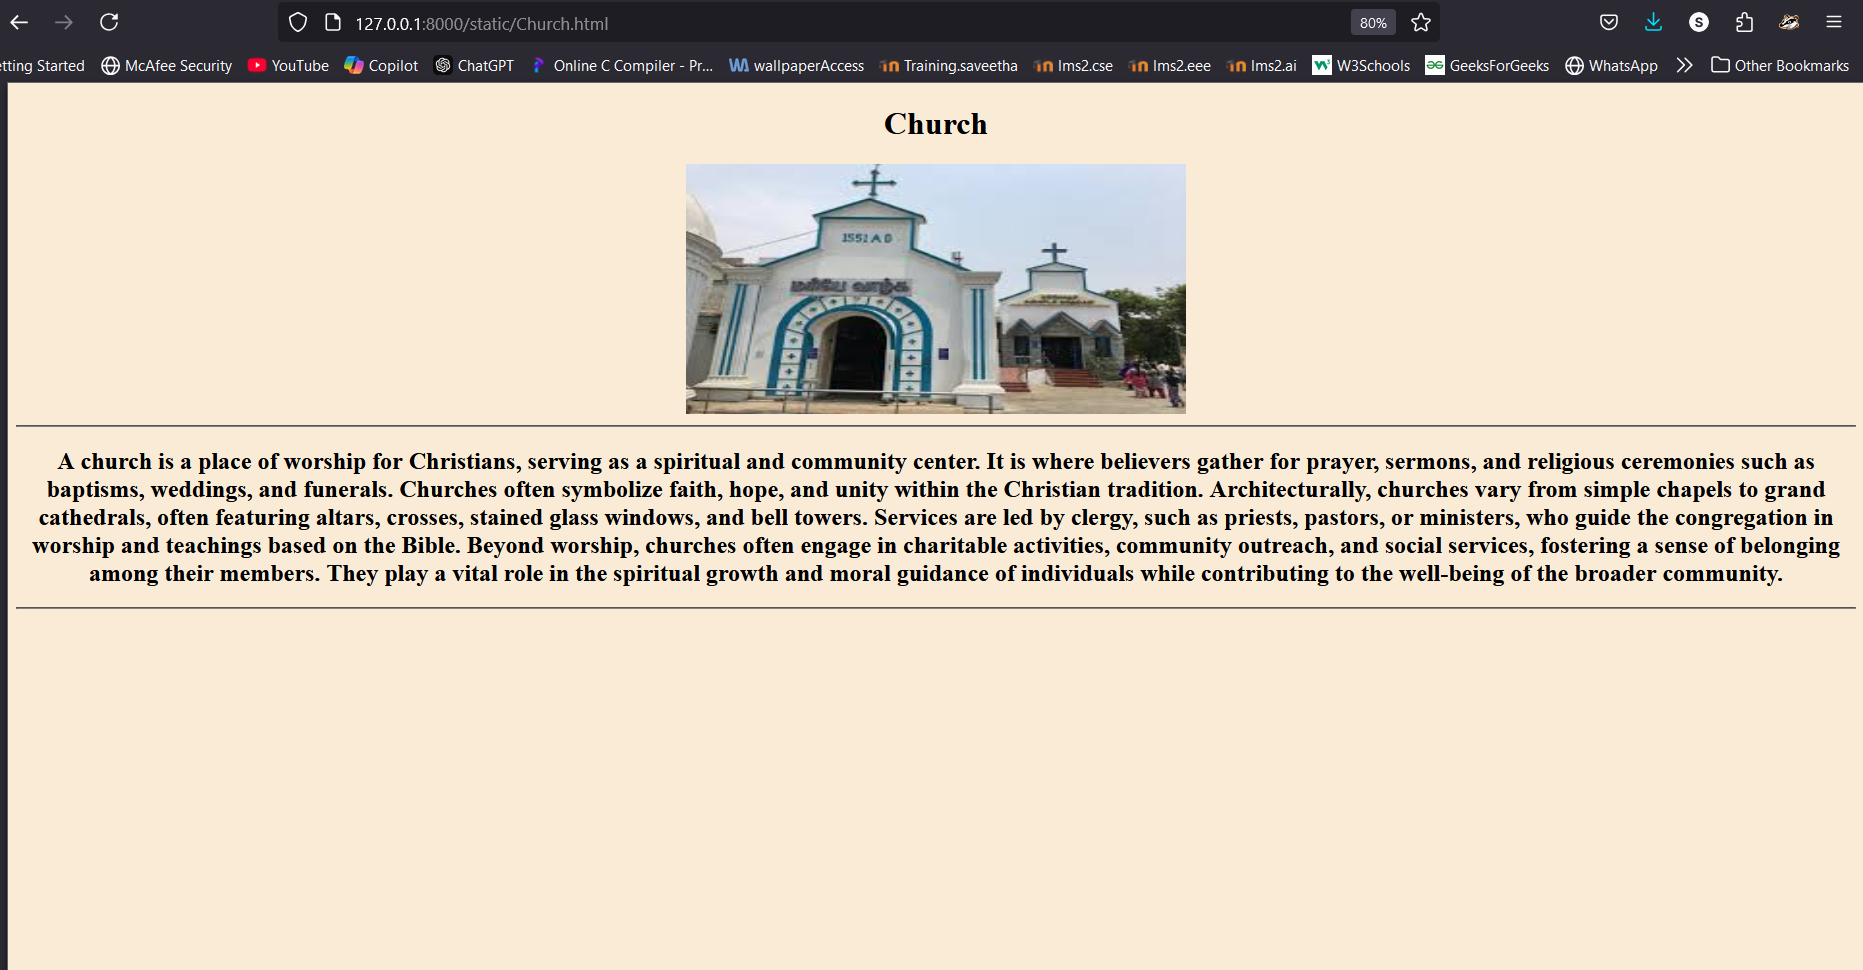 127.0.0.1:8000/static/Church.html
80%
S
etting Started
McAfee Security
YouTube
Copilot
ChatGPT
Online C Compiler - Pr...
wallpaperAccess
Training.saveetha
lms2.cse
lms2.eee
lms2.ai
W3Schools
GeeksForGeeks
WhatsApp
Other Bookmarks
Church
1551 A D
மரியே வாழ்க
A church is a place of worship for Christians, serving as a spiritual and community center. It is where believers gather for prayer, sermons, and religious ceremonies such as
baptisms, weddings, and funerals. Churches often symbolize faith, hope, and unity within the Christian tradition. Architecturally, churches vary from simple chapels to grand
cathedrals, often featuring altars, crosses, stained glass windows, and bell towers. Services are led by clergy, such as priests, pastors, or ministers, who guide the congregation in
worship and teachings based on the Bible. Beyond worship, churches often engage in charitable activities, community outreach, and social services, fostering a sense of belonging
among their members. They play a vital role in the spiritual growth and moral guidance of individuals while contributing to the well-being of the broader community.